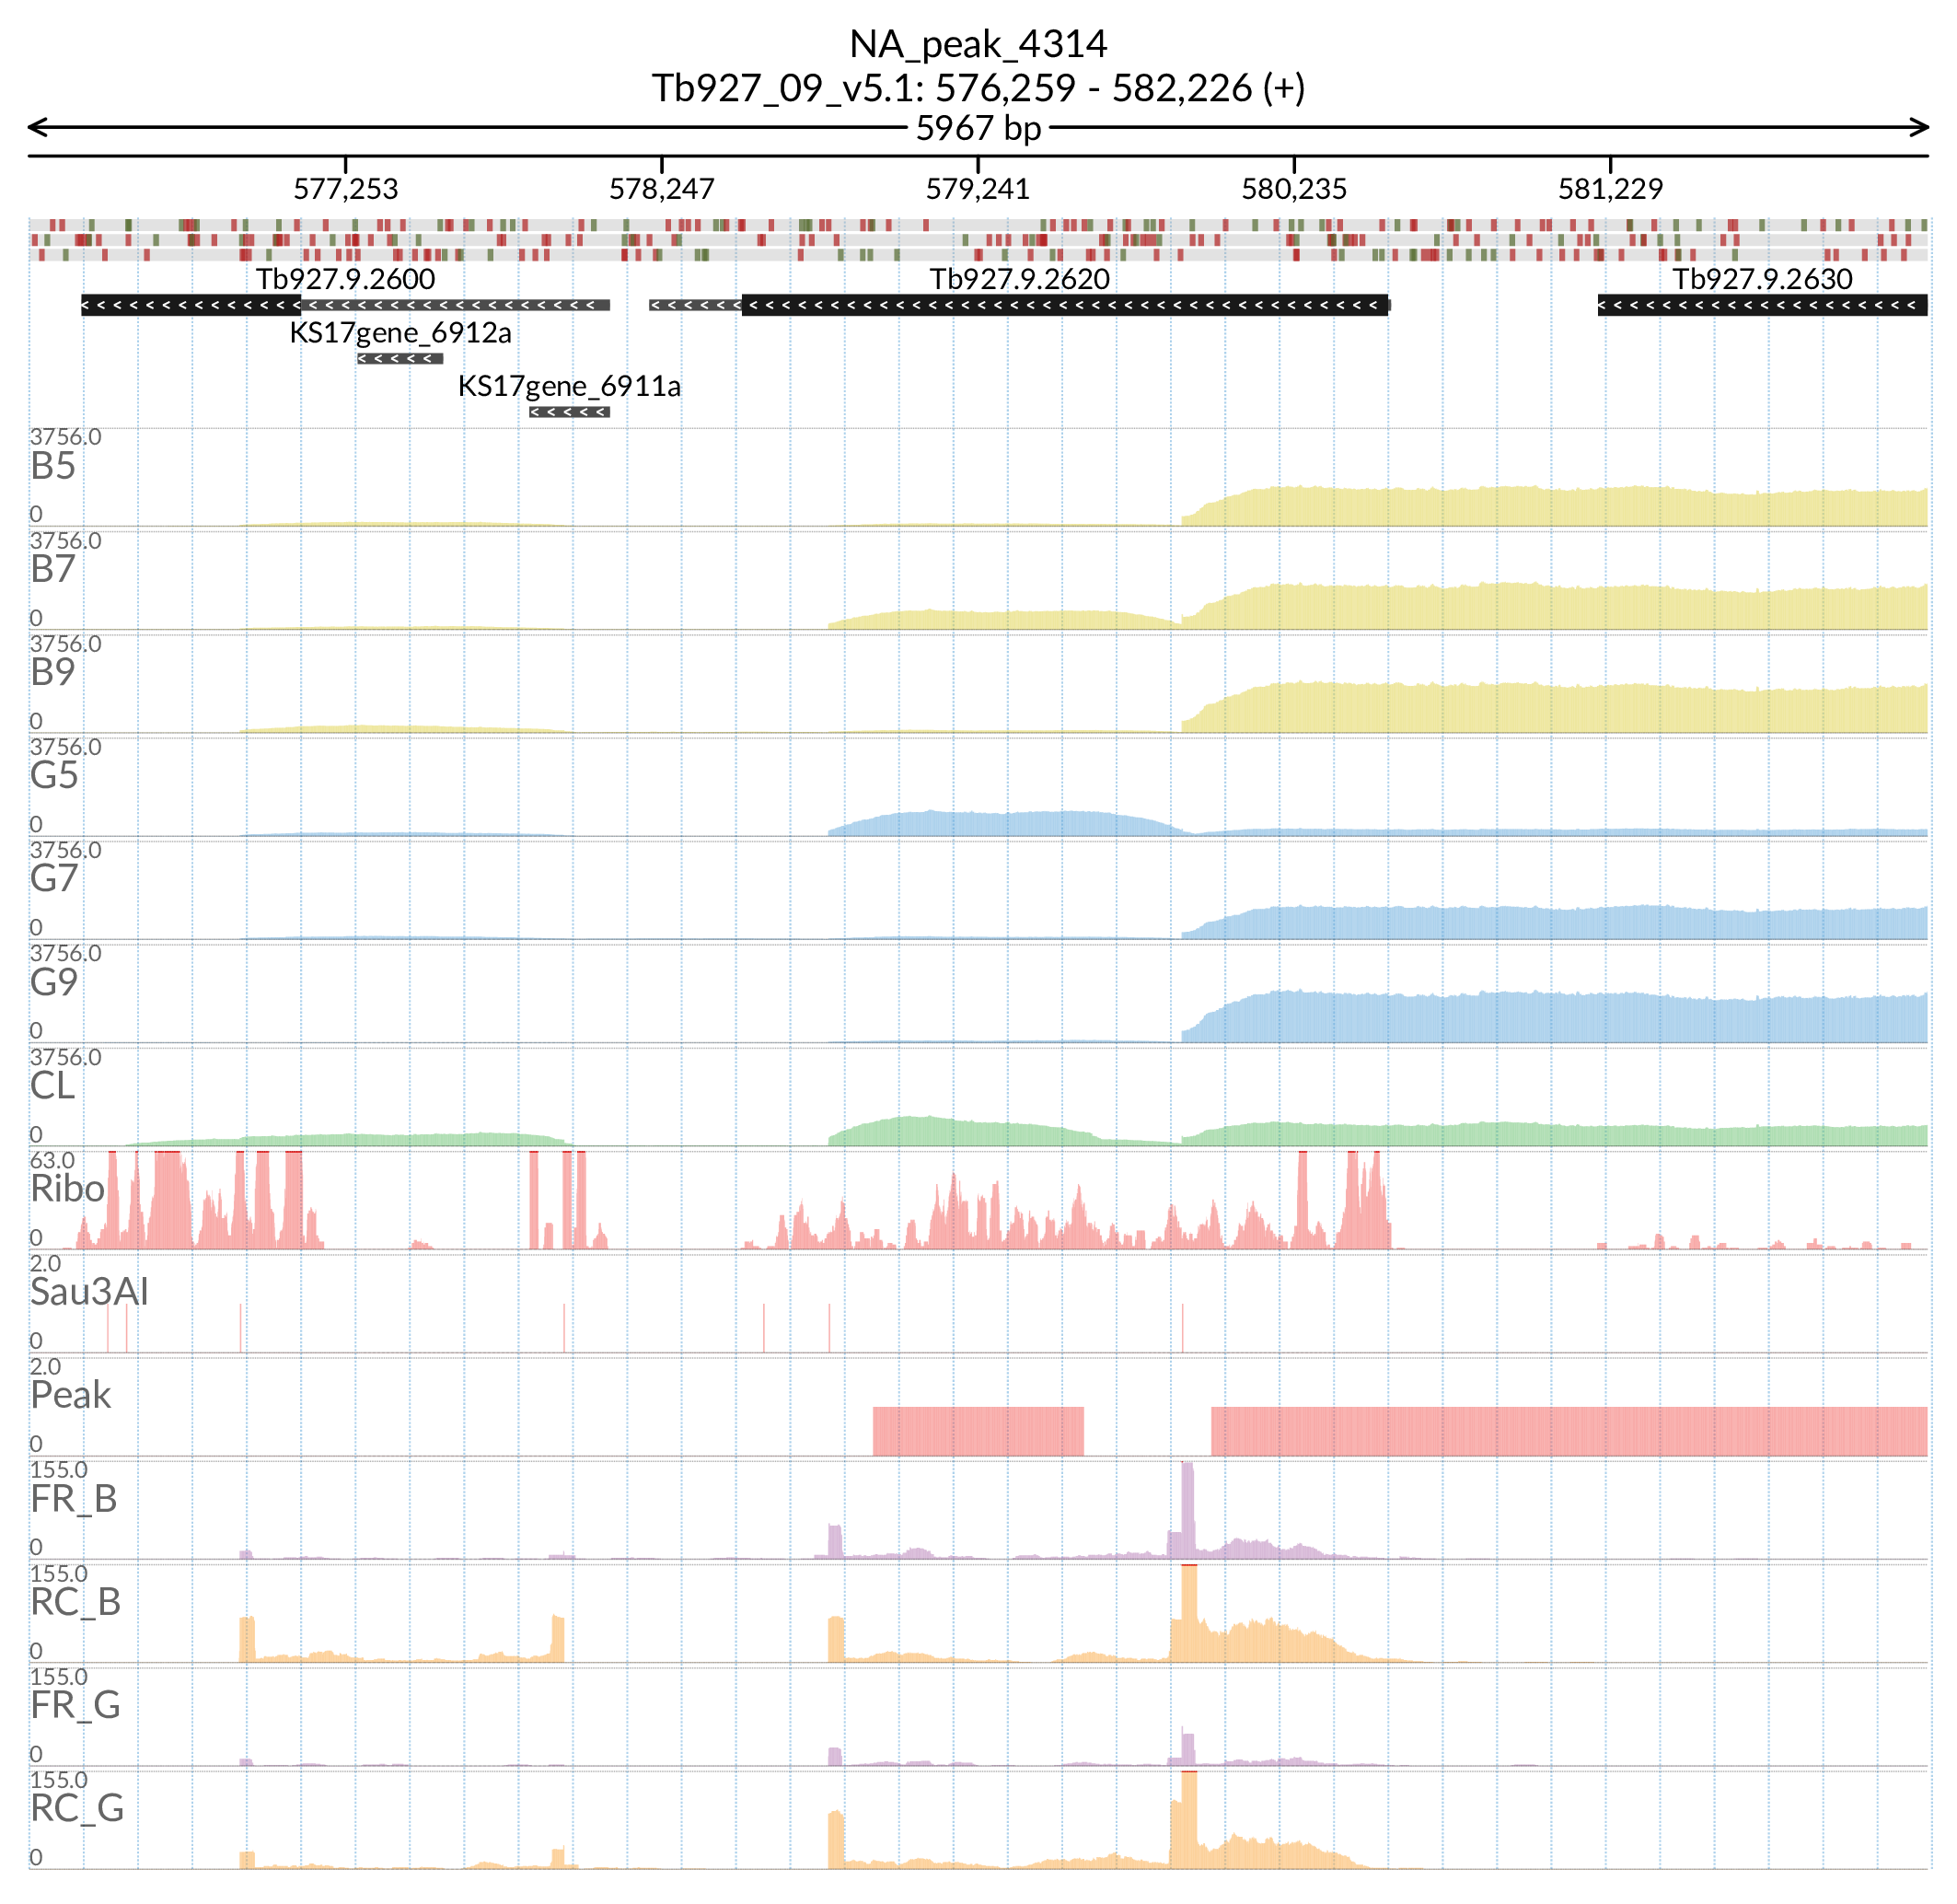 NA_peak_4314
Tb927_09_v5.1: 576,259 - 582,226 (+)
5967 bp
577,253 578,247 579,241 580,235 581,229
Tb927.9.2600 Tb927.9.2620 Tb927.9.2630
KS17gene_6912a
KS17gene_6911a
3756.0
B5
0
3756.0
B7
0
3756.0
B9
0
3756.0
G5
0
3756.0
G7
0
3756.0
G9
0
3756.0
CL
0
63.0
Ribo
0
2.0
Sau3AI
0
2.0
Peak
0
155.0
FR_B
0
155.0
RC_B
0
155.0
FR_G
0
155.0
RC_G
0